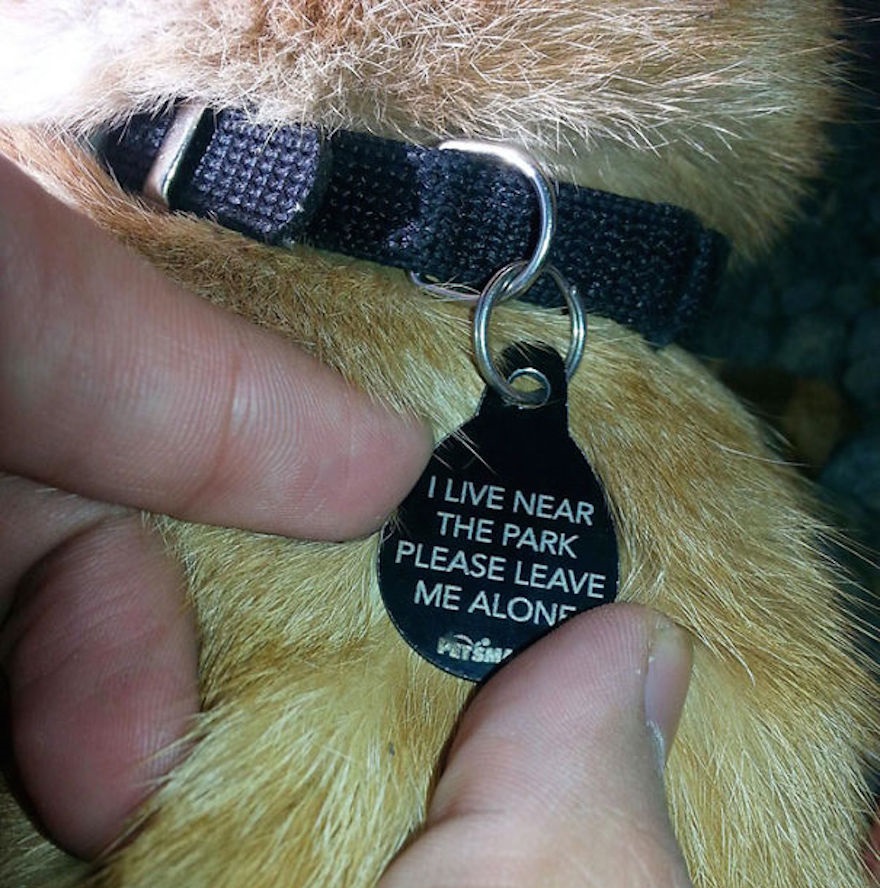 I LIVE NEAR
THE PARK
PLEASE LEAVE
ME ALONE